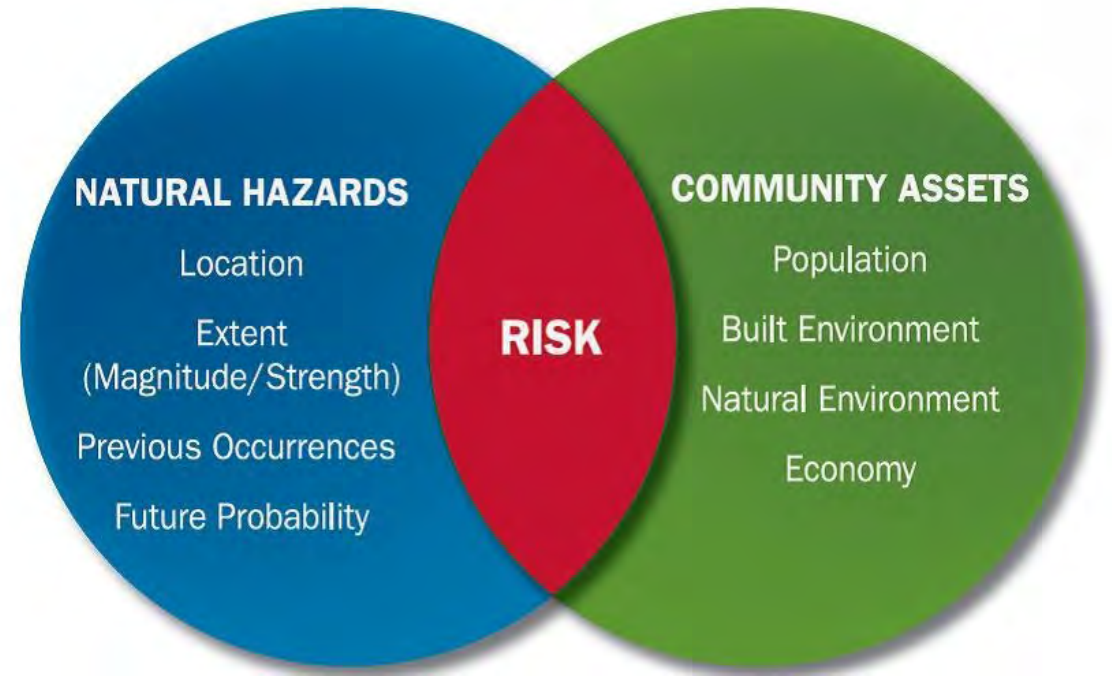 NATURAL HAZARDS
Location
Extent
(Magnitude/Strength)
Previous Occurrences
Future Probability
RISK
COMMUNITY ASSETS
Population
Built Environment
Natural Environment
Economy